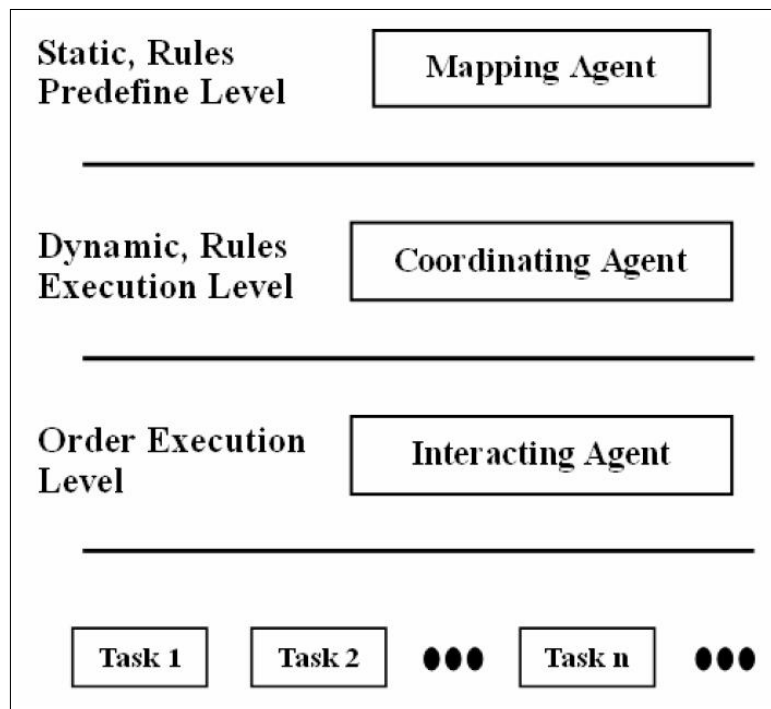 Static, Rules
Predefine Level
Mapping Agent
Dynamic, Rules
Execution Level
Coordinating Agent
Order Execution
Level
Interacting Agent
Task 1
Task 2
Task n